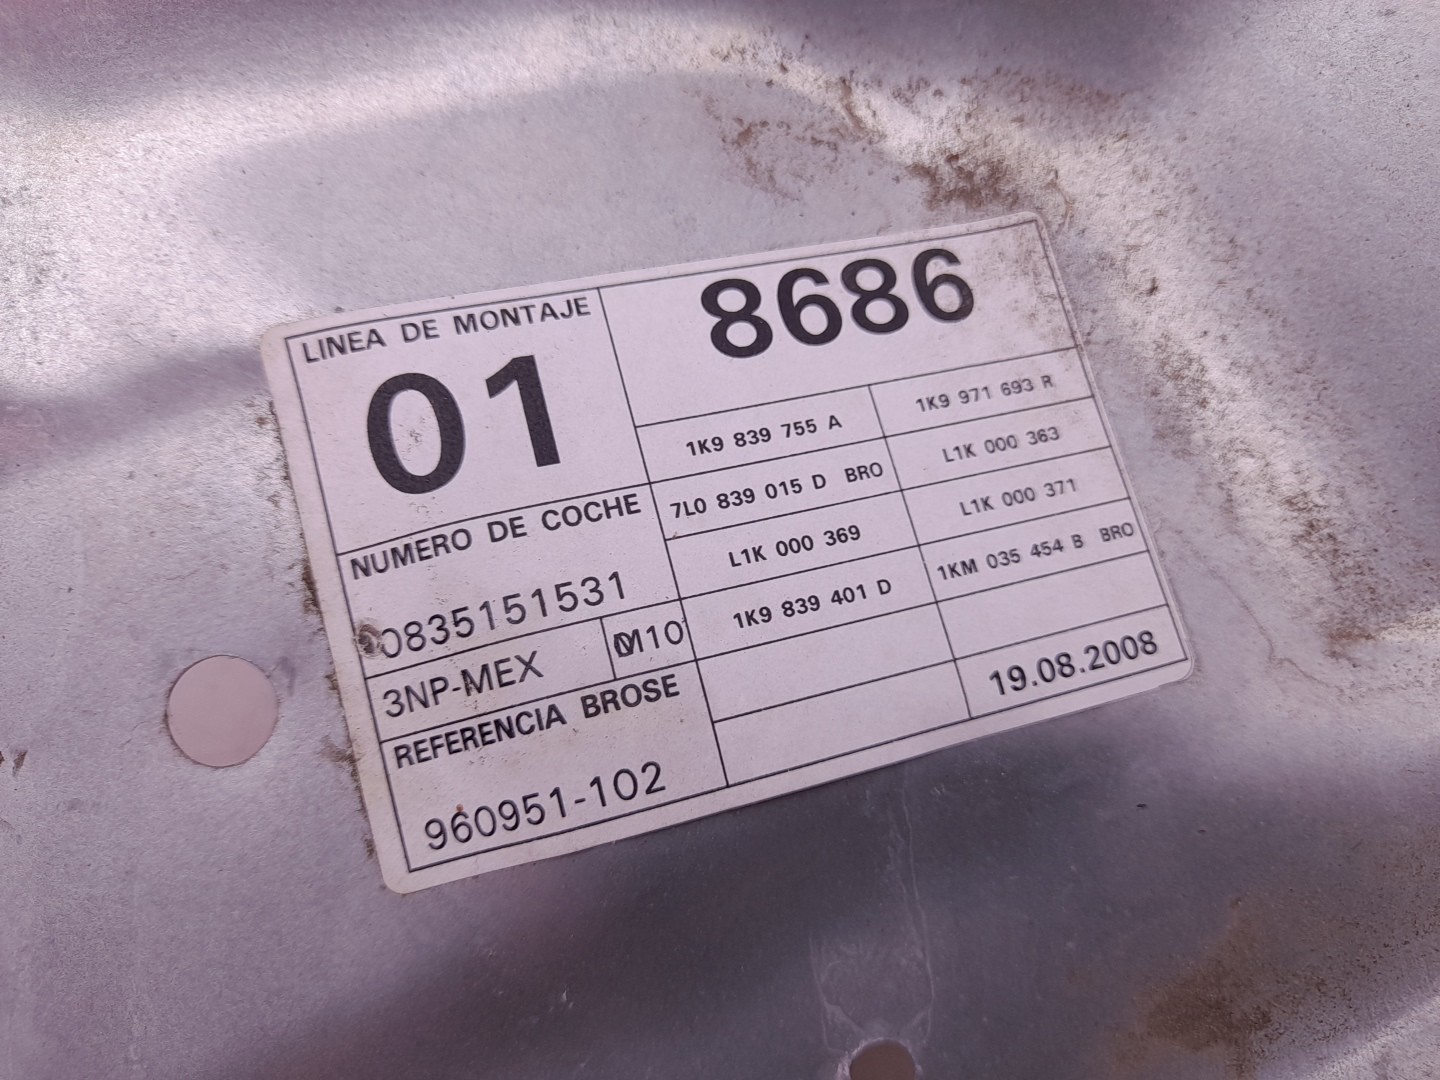 LINEA DE MONTAJE
01
8686
NUMERO DE COCHE
0835151531
3NP-MEX
M10
REFERENCIA BROSE
960951-102
1K9 839 755 A
1K9 971 693 R
7L0 839 015 D BRO
L1K 000 363
L1K 000 369
L1K 000 371
1K9 839 401 D
1KM 035 454 B BRO
19.08.2008